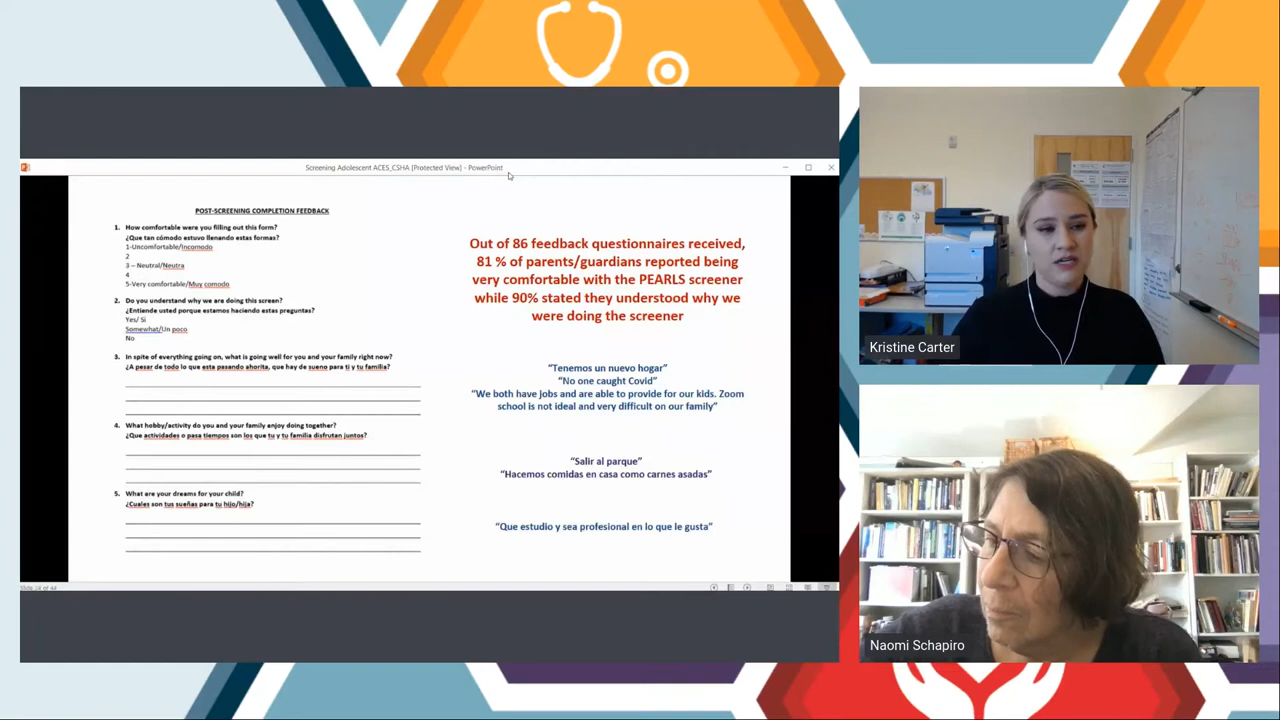 Screening Adolescent ACES_CSHA [Protected View] - PowerPoint
POST-SCREENING COMPLETION FEEDBACK
1. How comfortable were you filling out this form?
¿Que tan cómodo estuvo llenando estas formas?
1-Uncomfortable/Incomodo
2
3 – Neutral/Neutra
4
5-Very comfortable/Muy comodo
2. Do you understand why we are doing this screen?
¿Entiende usted porque estamos haciendo estas preguntas?
Yes/ Si
Somewhat/Un poco
No
3. In spite of everything going on, what is going well for you and your family right now?
¿A pesar de todo lo que esta pasando ahorita, que hay de sueno para ti y tu familia?
4. What hobby/activity do you and your family enjoy doing together?
¿Que actividades o pasa tiempos son los que tu y tu familia disfrutan juntos?
5. What are your dreams for your child?
¿Cuales son tus sueñas para tu hijo/hija?
Out of 86 feedback questionnaires received,
81 % of parents/guardians reported being
very comfortable with the PEARLS screener
while 90% stated they understood why we
were doing the screener
“Tenemos un nuevo hogar”
“No one caught Covid”
“We both have jobs and are able to provide for our kids. Zoom
school is not ideal and very difficult on our family”
“Salir al parque”
“Hacemos comidas en casa como carnes asadas”
“Que estudio y sea profesional en lo que le gusta”
Kristine Carter
Naomi Schapiro